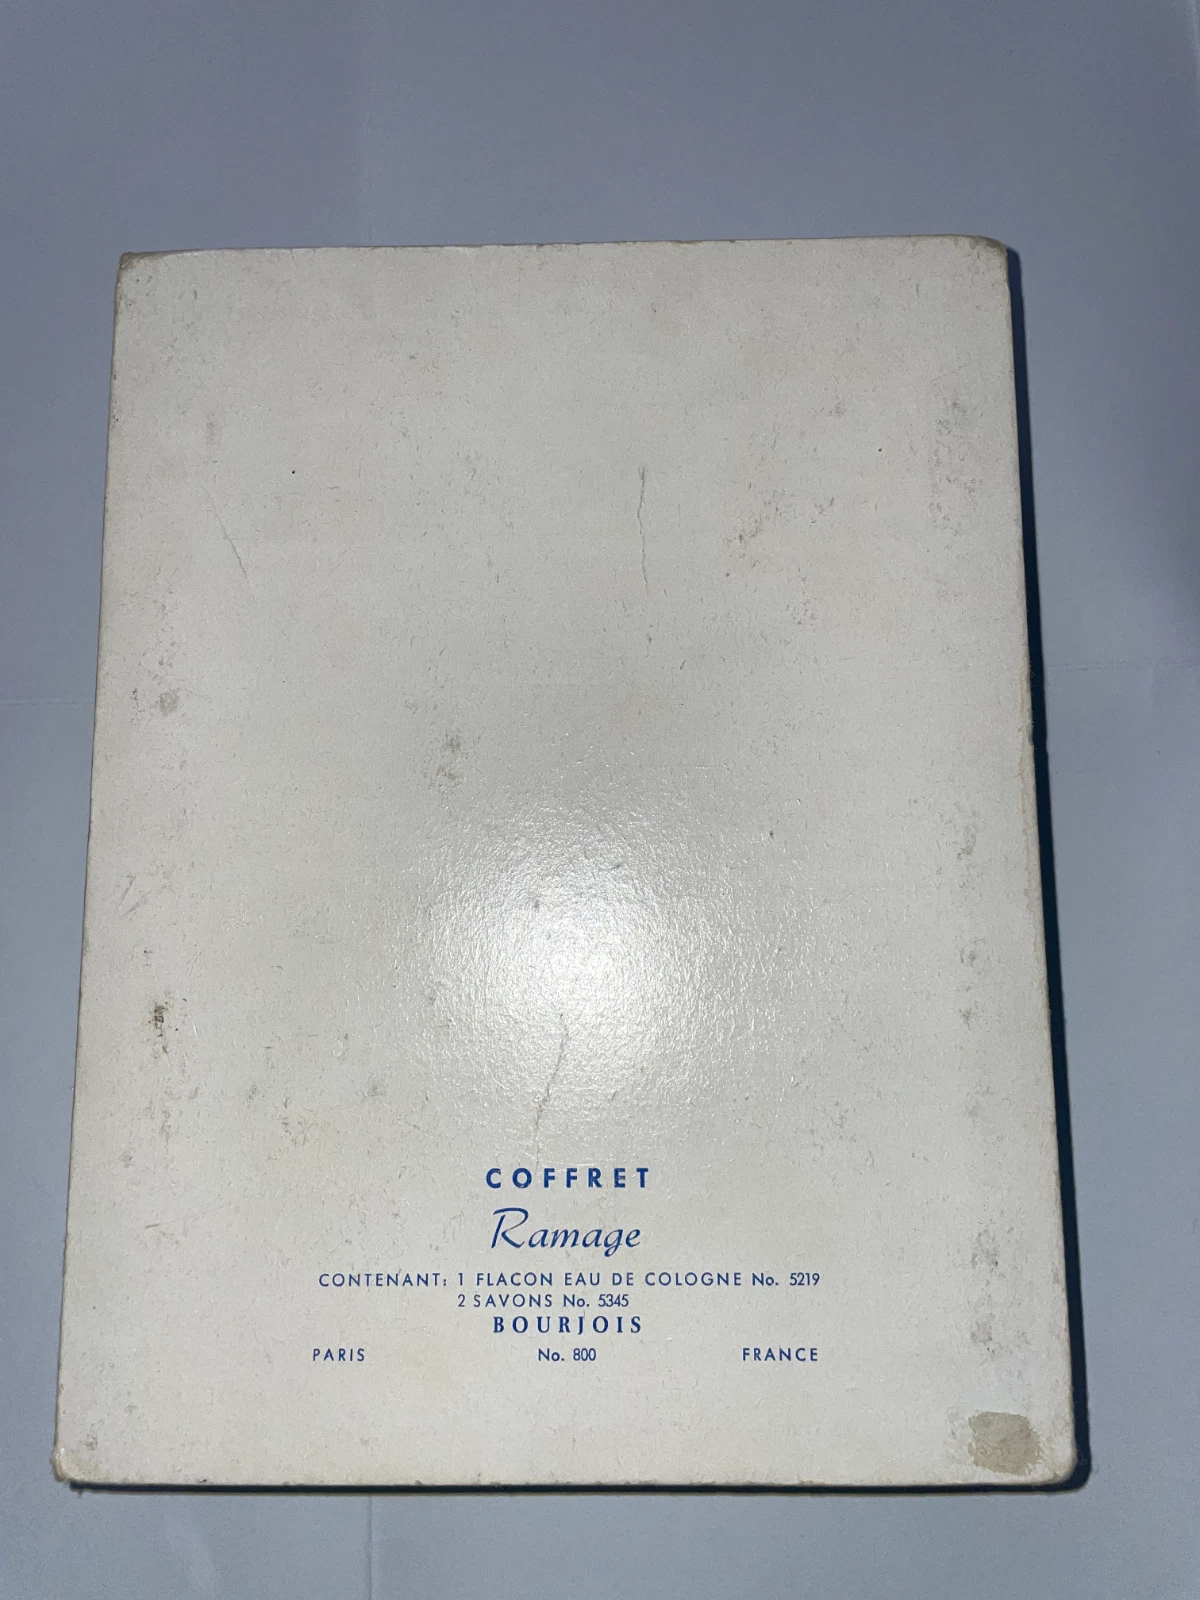 COFFRET
Ramage
CONTENANT: 1 FLACON EAU DE COLOGNE No. 5219
2 SAVONS No. 5345
BOURJOIS
PARIS No. 800 FRANCE